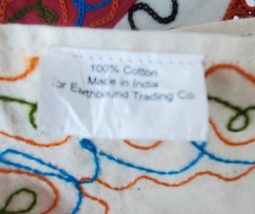 100% Cotton
Made in India
for Earthbound Trading Co.